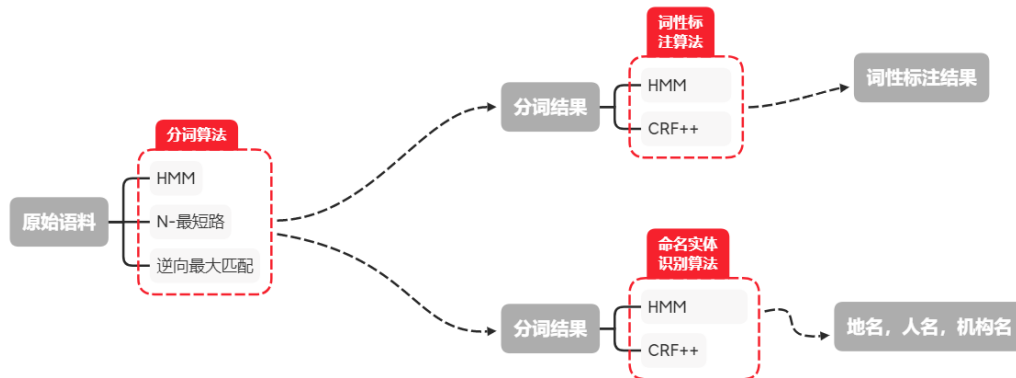 原始语料
分词算法
HMM
N-最短路
逆向最大匹配
分词结果
词性标
注算法
HMM
CRF++
词性标注结果
分词结果
命名实体
识别算法
HMM
CRF++
地名，人名，机构名